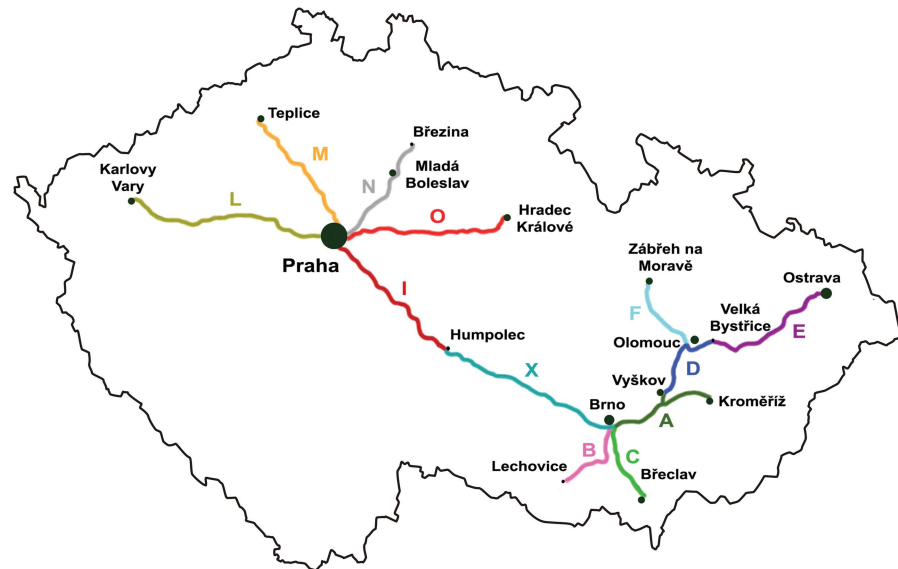 Teplice
Březina
M
Mladá
Boleslav
Karlovy
Vary
N
L
O
Hradec
Králové
Praha
Zábřeh na
Moravě
I
Ostrava
F
Velká
Bystřice
E
Humpolec
Olomouc
X
D
Vyškov
Brno
Kroměříž
A
B
C
Lechovice
Břeclav